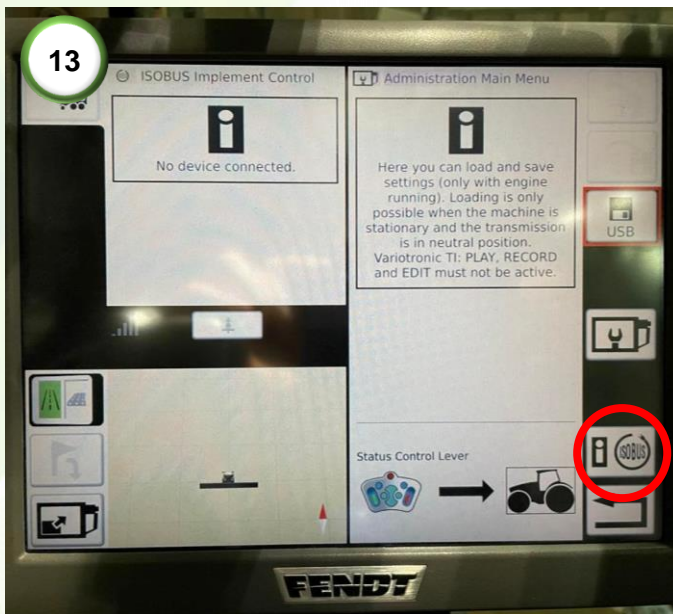 13
ISOBUS Implement Control
No device connected.
Administration Main Menu
Here you can load and save
settings (only with engine
running). Loading is only
possible when the machine is
stationary and the transmission
is in neutral position.
Variotronic TI: PLAY, RECORD
and EDIT must not be active.
USB
ISOBUS
Status Control Lever
FENDT